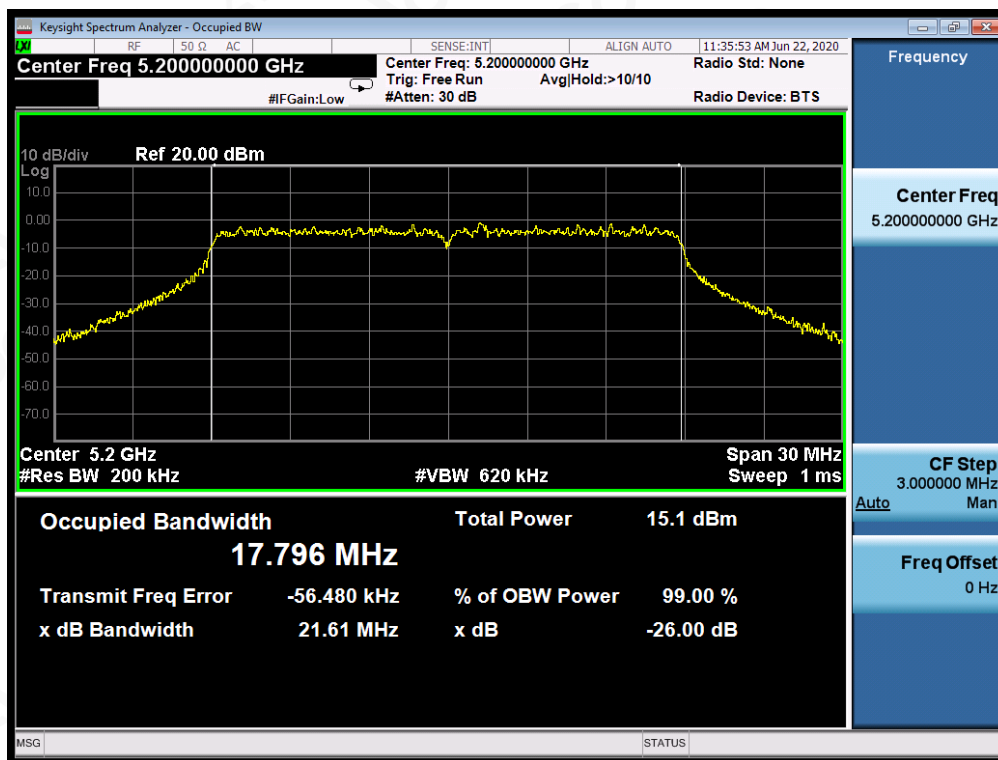 Keysight Spectrum Analyzer - Occupied BW
LXI RF 50 Ω AC SENSE:INT ALIGN AUTO 11:35:53 AM Jun 22, 2020
Center Freq 5.200000000 GHz
Center Freq: 5.200000000 GHz Radio Std: None
Trig: Free Run Avg|Hold:>10/10
#IFGain:Low #Atten: 30 dB Radio Device: BTS
10 dB/div Ref 20.00 dBm
Log
10.0
0.00
-10.0
-20.0
-30.0
-40.0
-50.0
-60.0
-70.0
Center 5.2 GHz Span 30 MHz
#Res BW 200 kHz #VBW 620 kHz Sweep 1 ms
Occupied Bandwidth Total Power 15.1 dBm
17.796 MHz
Transmit Freq Error -56.480 kHz % of OBW Power 99.00 %
x dB Bandwidth 21.61 MHz x dB -26.00 dB
MSG STATUS
Frequency
Center Freq
5.200000000 GHz
CF Step
3.000000 MHz
Auto Man
Freq Offset
0 Hz